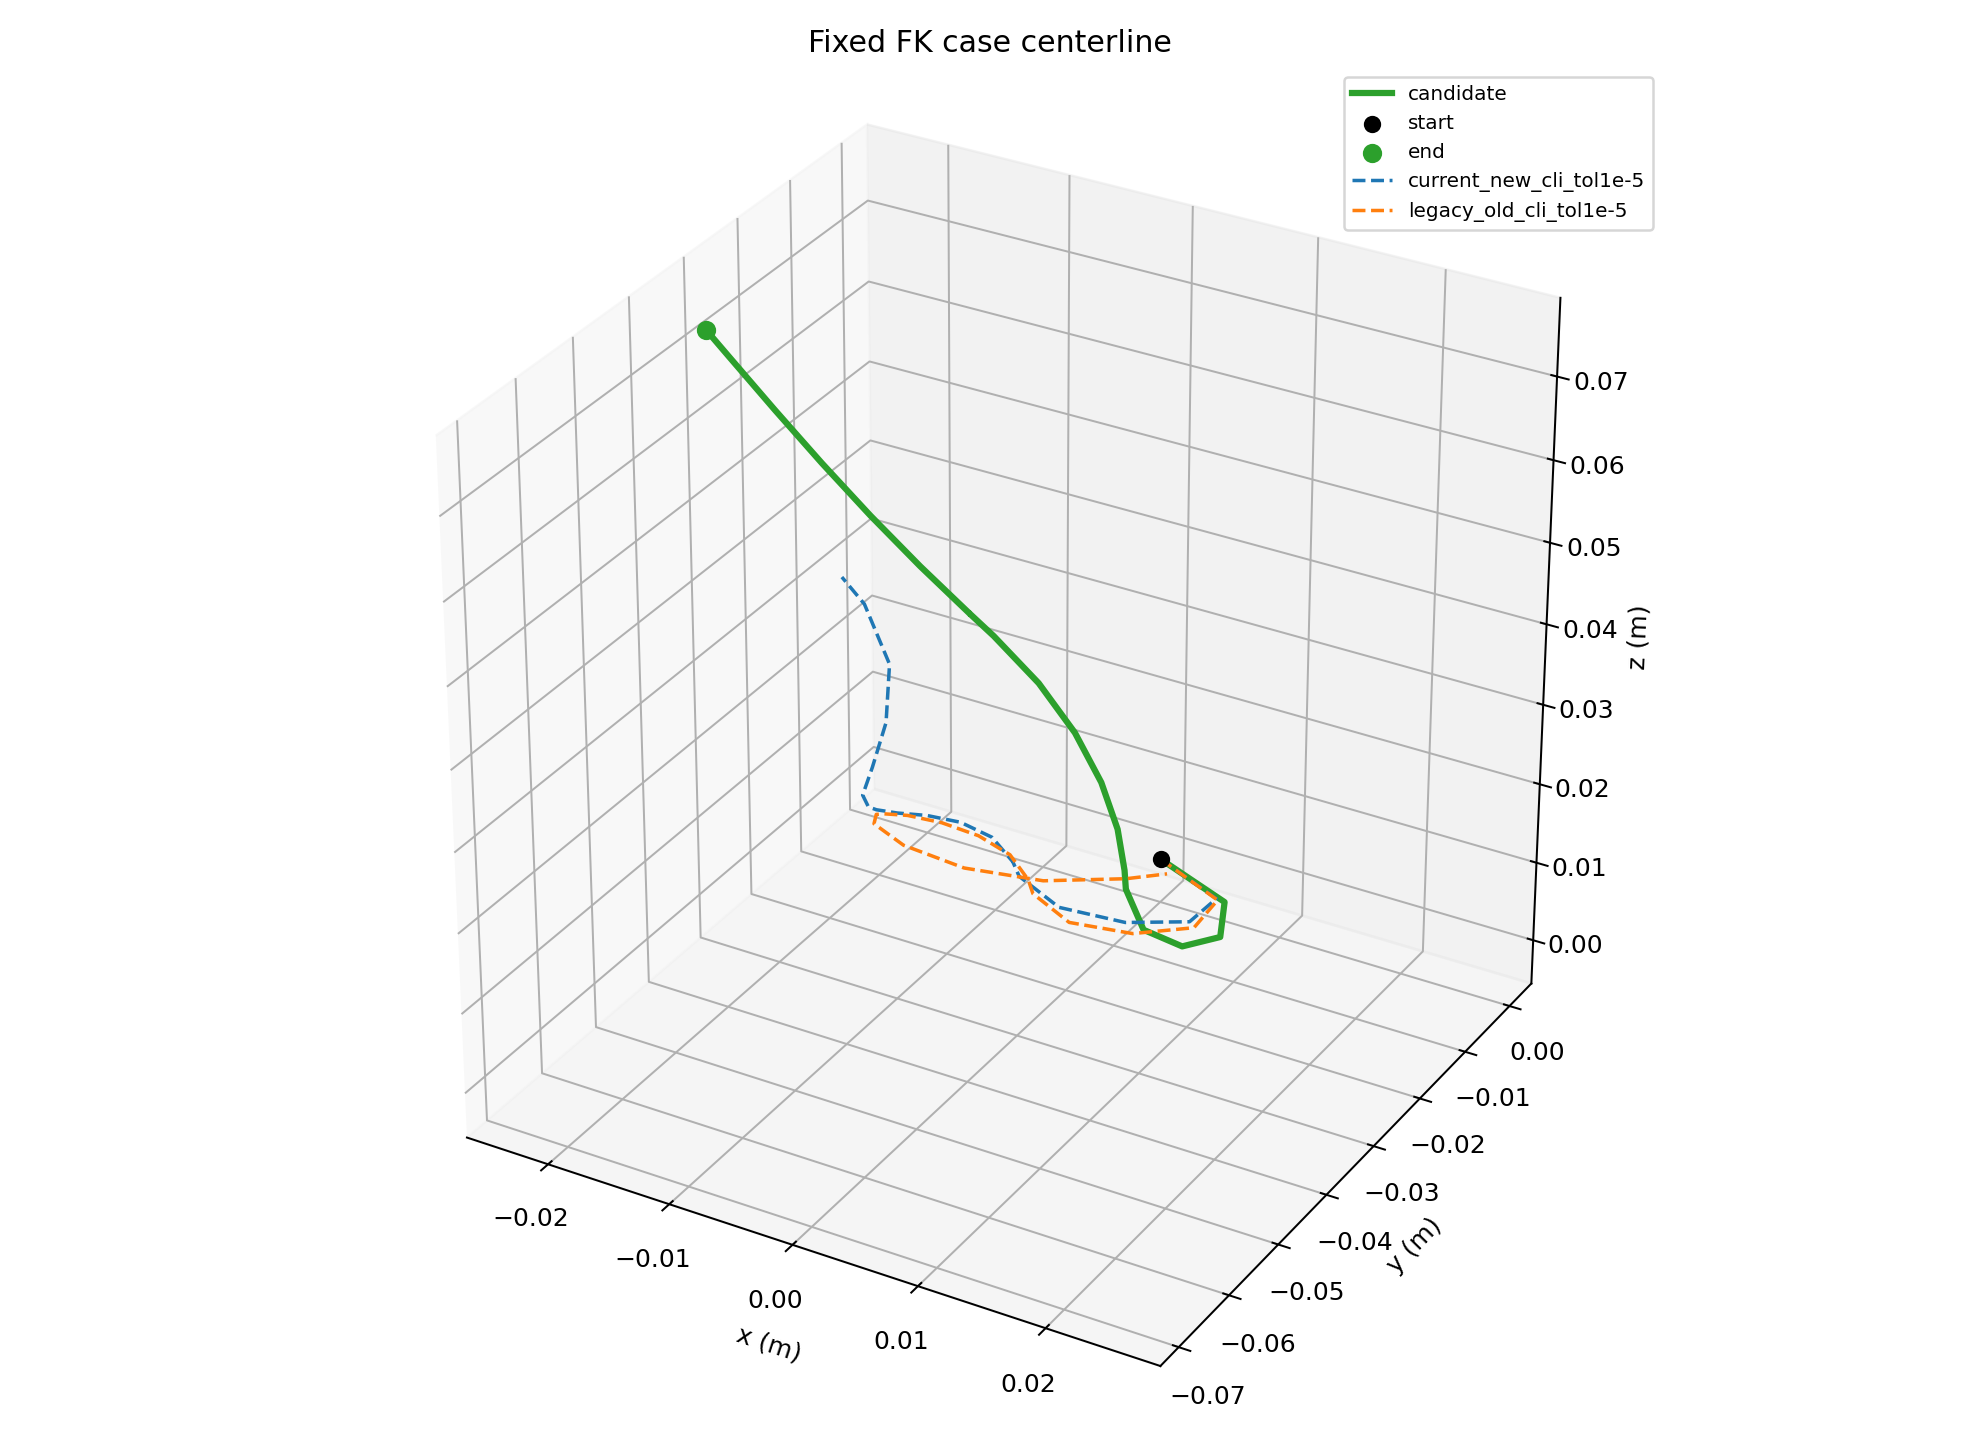 Fixed FK case centerline
candidate
start
end
current_new_cli_tol1e-5
legacy_old_cli_tol1e-5
0.07
0.06
0.05
0.04
0.03
0.02
0.01
0.00
z (m)
0.00
−0.01
−0.02
−0.03
−0.04
−0.05
−0.06
−0.07
y (m)
−0.02
−0.01
0.00
0.01
0.02
x (m)